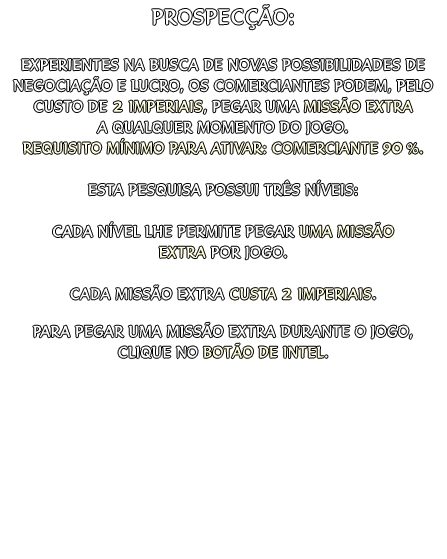 PROSPECÇÃO:
EXPERIENTES NA BUSCA DE NOVAS POSSIBILIDADES DE
NEGOCIAÇÃO E LUCRO, OS COMERCIANTES PODEM, PELO
CUSTO DE 2 IMPERIAIS, PEGAR UMA MISSÃO EXTRA
A QUALQUER MOMENTO DO JOGO.
REQUISITO MÍNIMO PARA ATIVAR: COMERCIANTE 90 %.
ESTA PESQUISA POSSUI TRÊS NÍVEIS:
CADA NÍVEL LHE PERMITE PEGAR UMA MISSÃO
EXTRA POR JOGO.
CADA MISSÃO EXTRA CUSTA 2 IMPERIAIS.
PARA PEGAR UMA MISSÃO EXTRA DURANTE O JOGO,
CLIQUE NO BOTÃO DE INTEL.